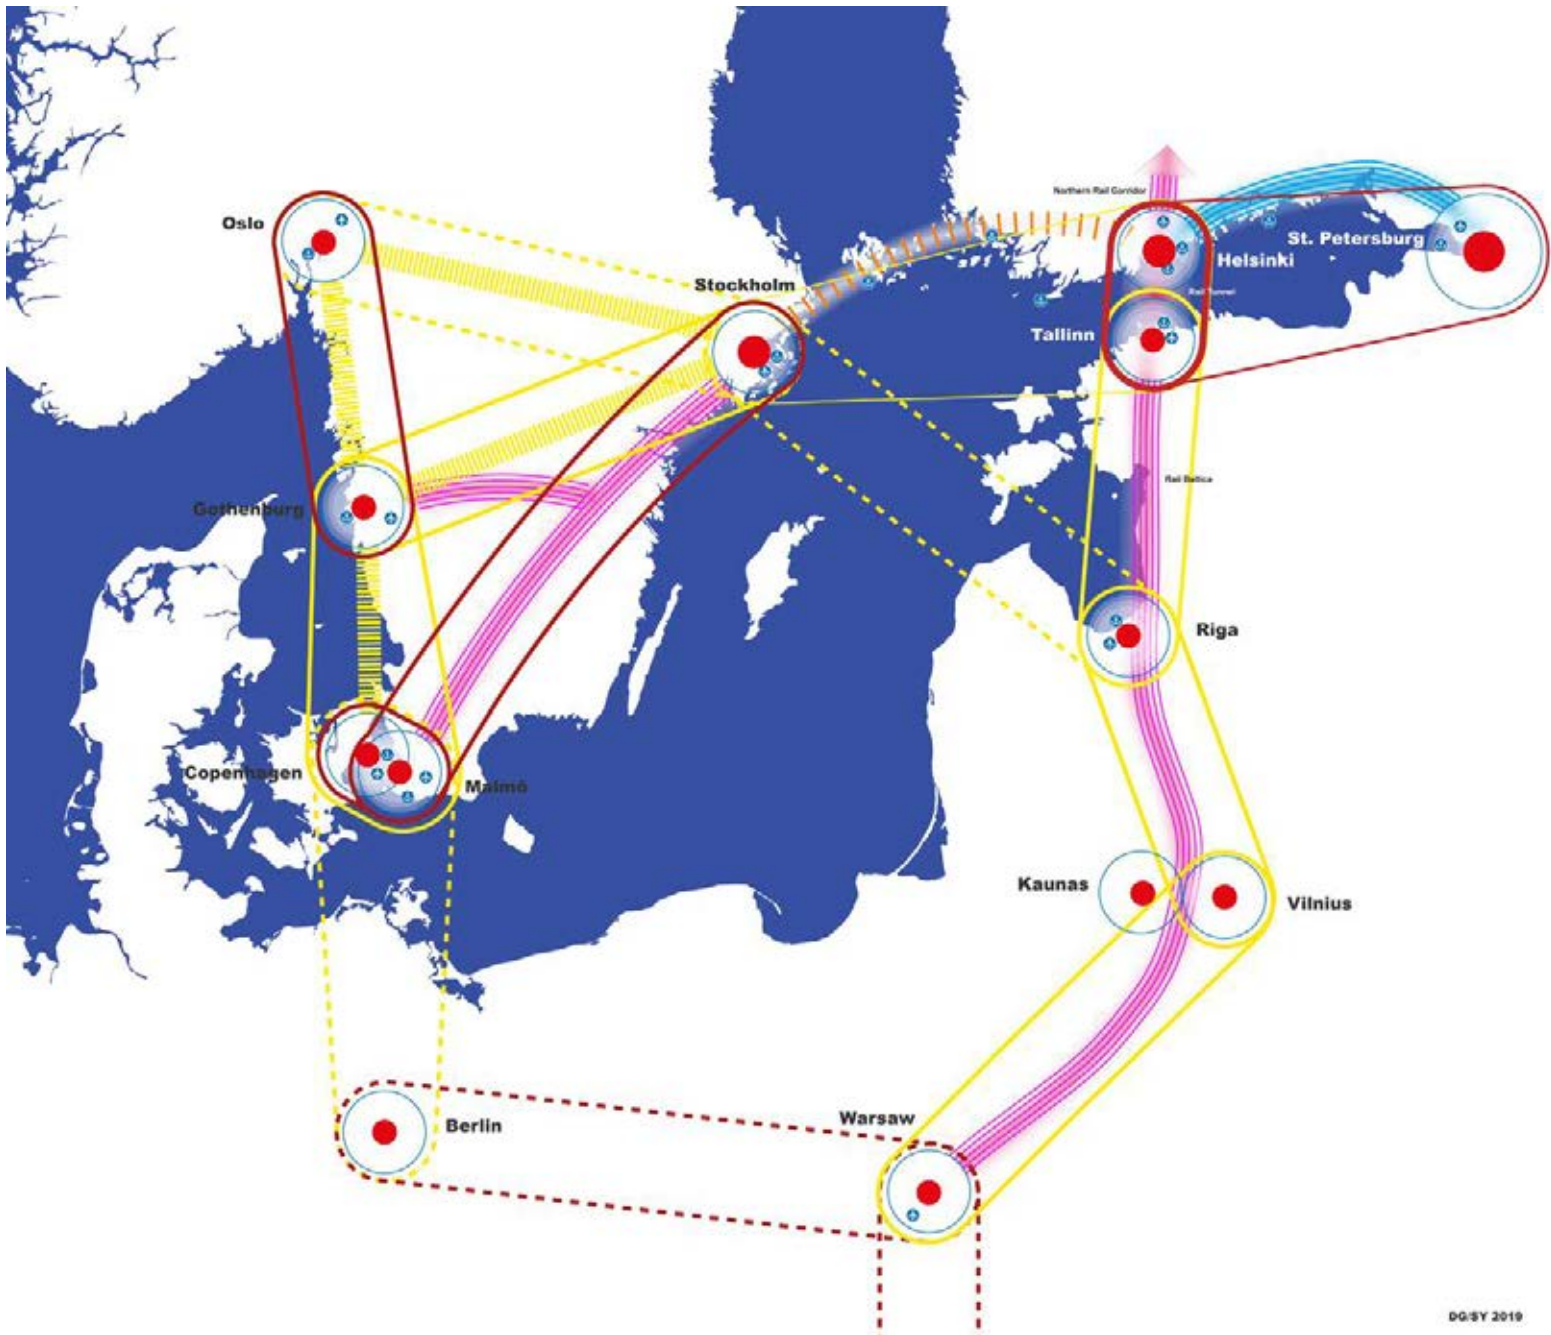 Northern Rail Corridor
Oslo
St. Petersburg
Helsinki
Stockholm
Rail Tunnel
Tallinn
Rail Baltica
Gothenburg
Riga
Copenhagen
Malmö
Kaunas
Vilnius
Warsaw
Berlin
DG/SY 2019